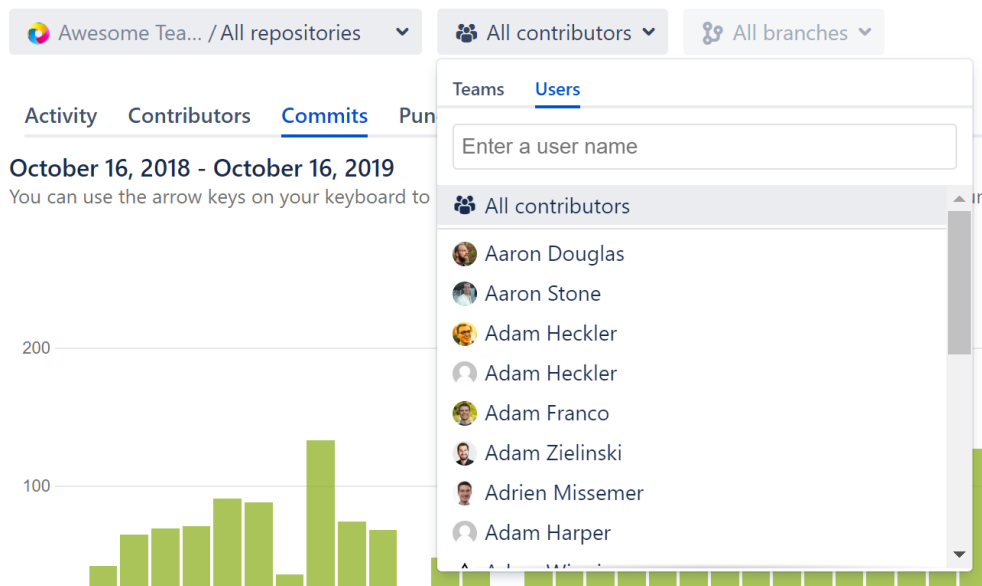 Awesome Tea... / All repositories
All contributors
All branches
Teams Users
Activity Contributors Commits Pun
Enter a user name
October 16, 2018 - October 16, 2019
You can use the arrow keys on your keyboard to
All contributors
Aaron Douglas
Aaron Stone
Adam Heckler
200
Adam Heckler
Adam Franco
Adam Zielinski
100
Adrien Missemer
Adam Harper